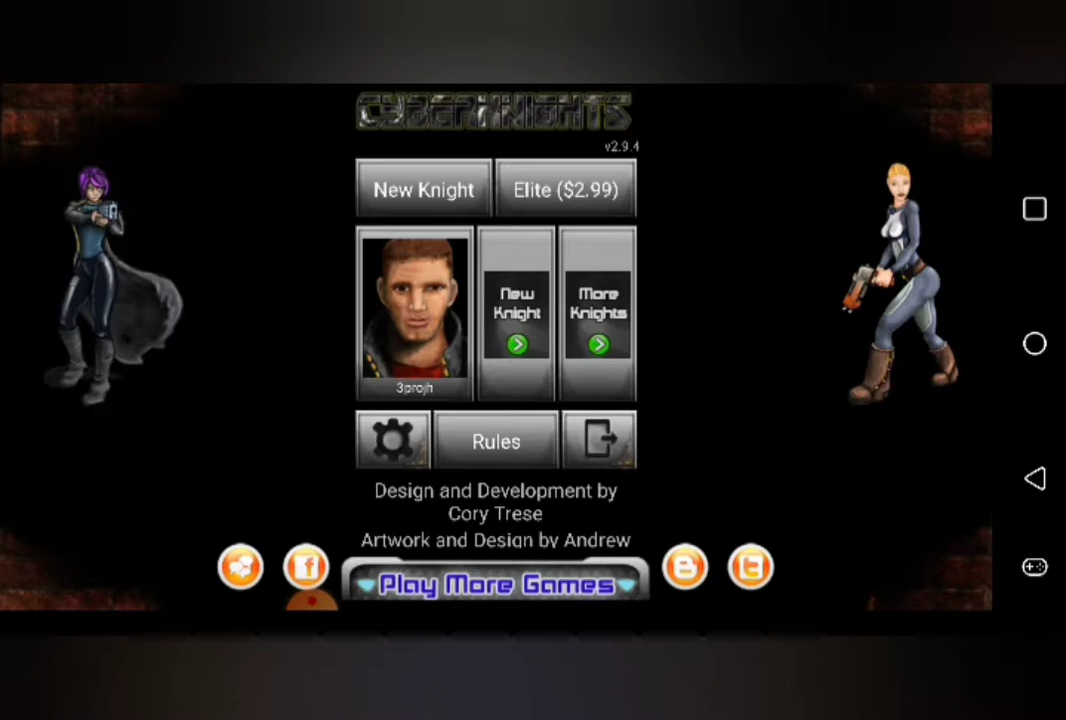 CYBERKNIGHTS
v2.9.4
New Knight
Elite ($2.99)
New
Knight
More
Knights
3projh
Rules
Design and Development by
Cory Trese
Artwork and Design by Andrew
Play More Games